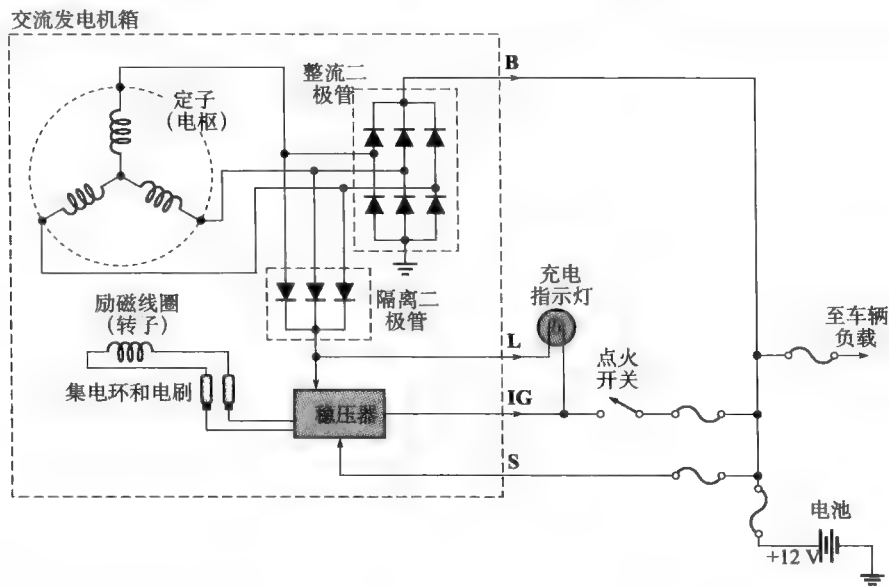 交流发电机箱
整流二
极管
B
定子
(电枢)
隔离二
极管
励磁线圈
(转子)
集电环和电刷
稳压器
充电
指示灯
L
点火
开关
IG
S
至车辆
负载
电池
+12 V